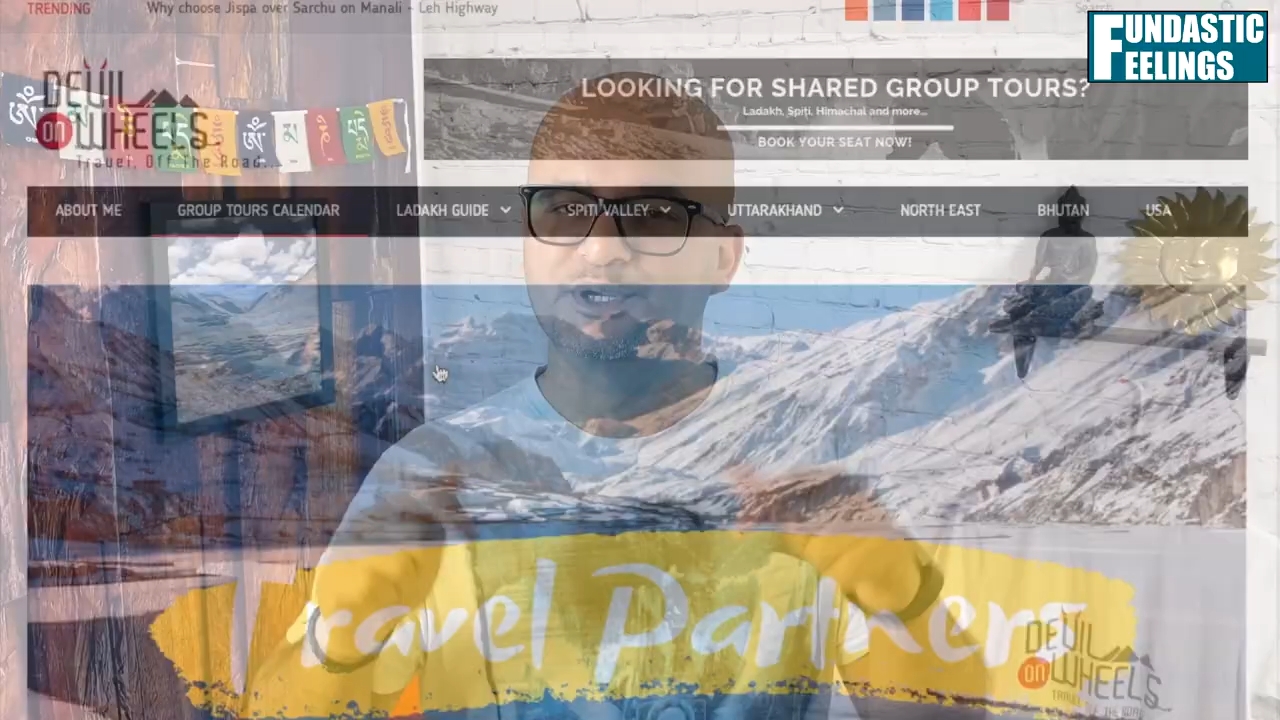 TRENDING Why choose Jispa over Sarchu on Manali - Leh Highway
Search
FUNDASTIC
FEELINGS
DEVIL
on WHEELS
Travel, Off The Road...
LOOKING FOR SHARED GROUP TOURS?
Ladakh, Spiti, Himachal and more...
BOOK YOUR SEAT NOW!
ABOUT ME GROUP TOURS CALENDAR LADAKH GUIDE SPITI VALLEY UTTARAKHAND NORTH EAST BHUTAN USA
Travel Partners
DEVIL
on WHEELS